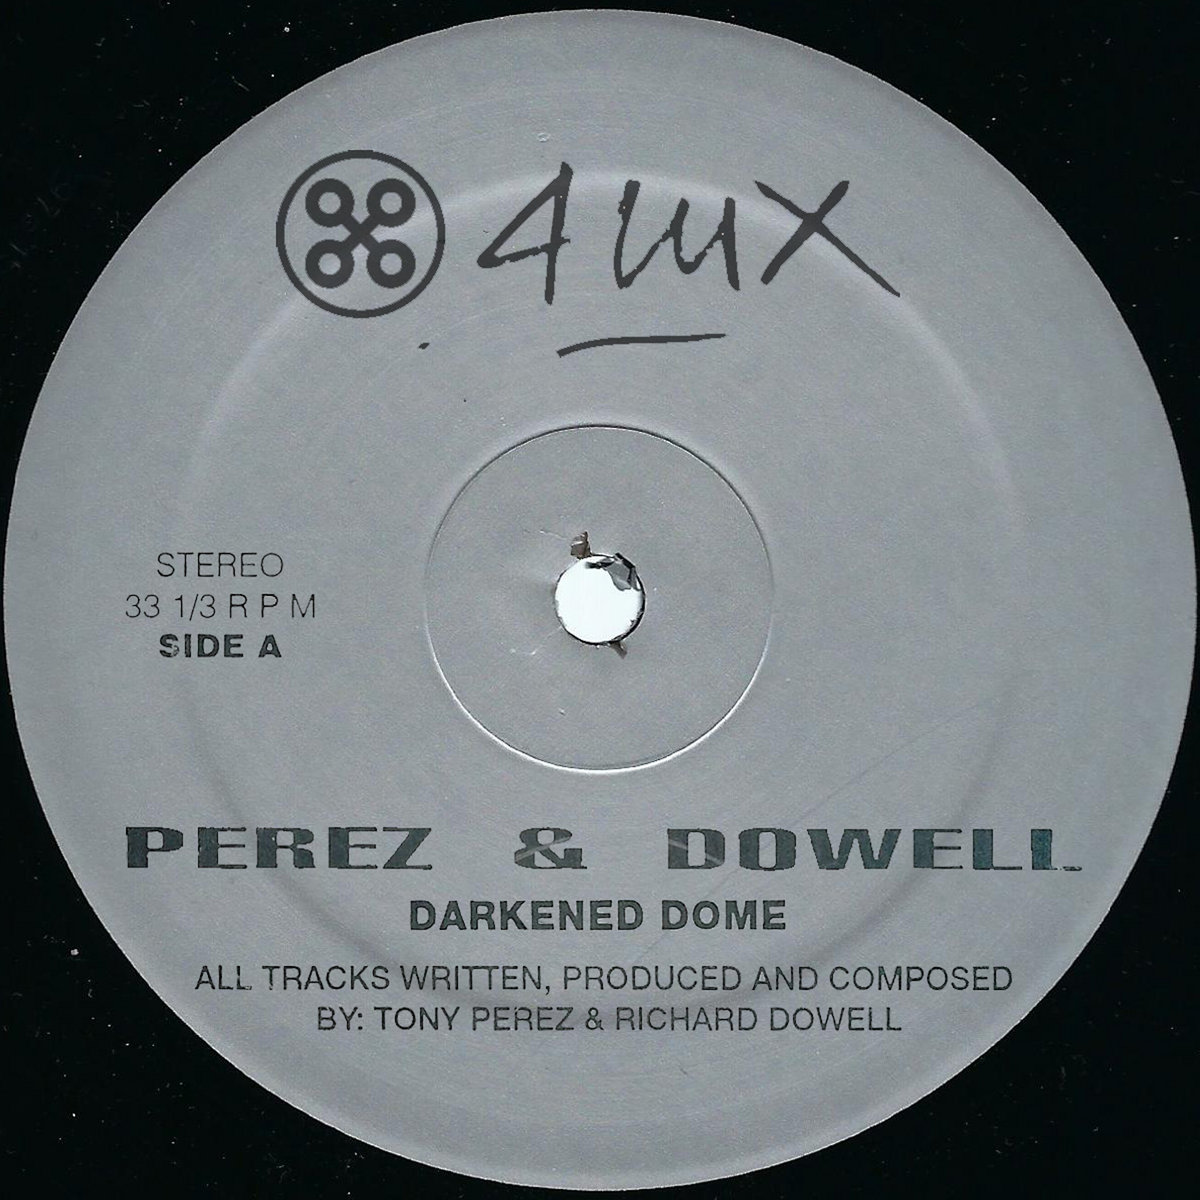 4 lux
STEREO
33 1/3 R P M
SIDE A
PEREZ & DOWELL
DARKENED DOME
ALL TRACKS WRITTEN, PRODUCED AND COMPOSED
BY: TONY PEREZ & RICHARD DOWELL